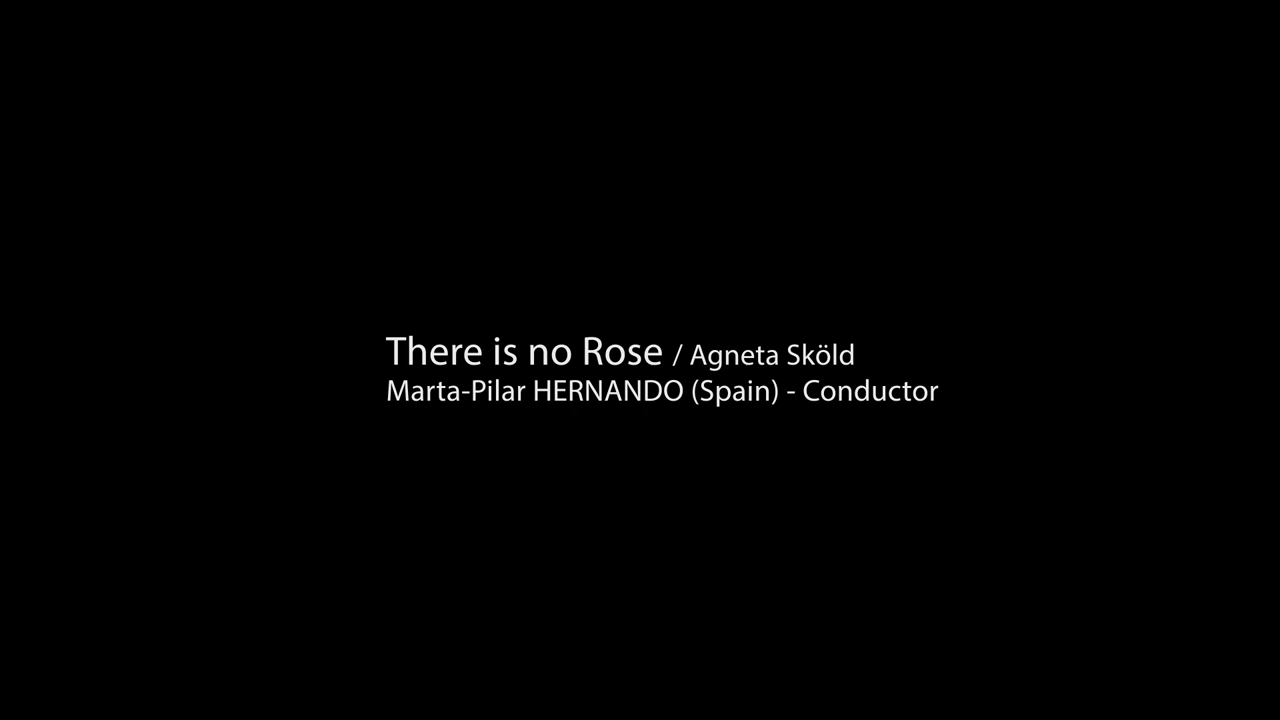 There is no Rose / Agneta Sköld
Marta-Pilar HERNANDO (Spain) - Conductor